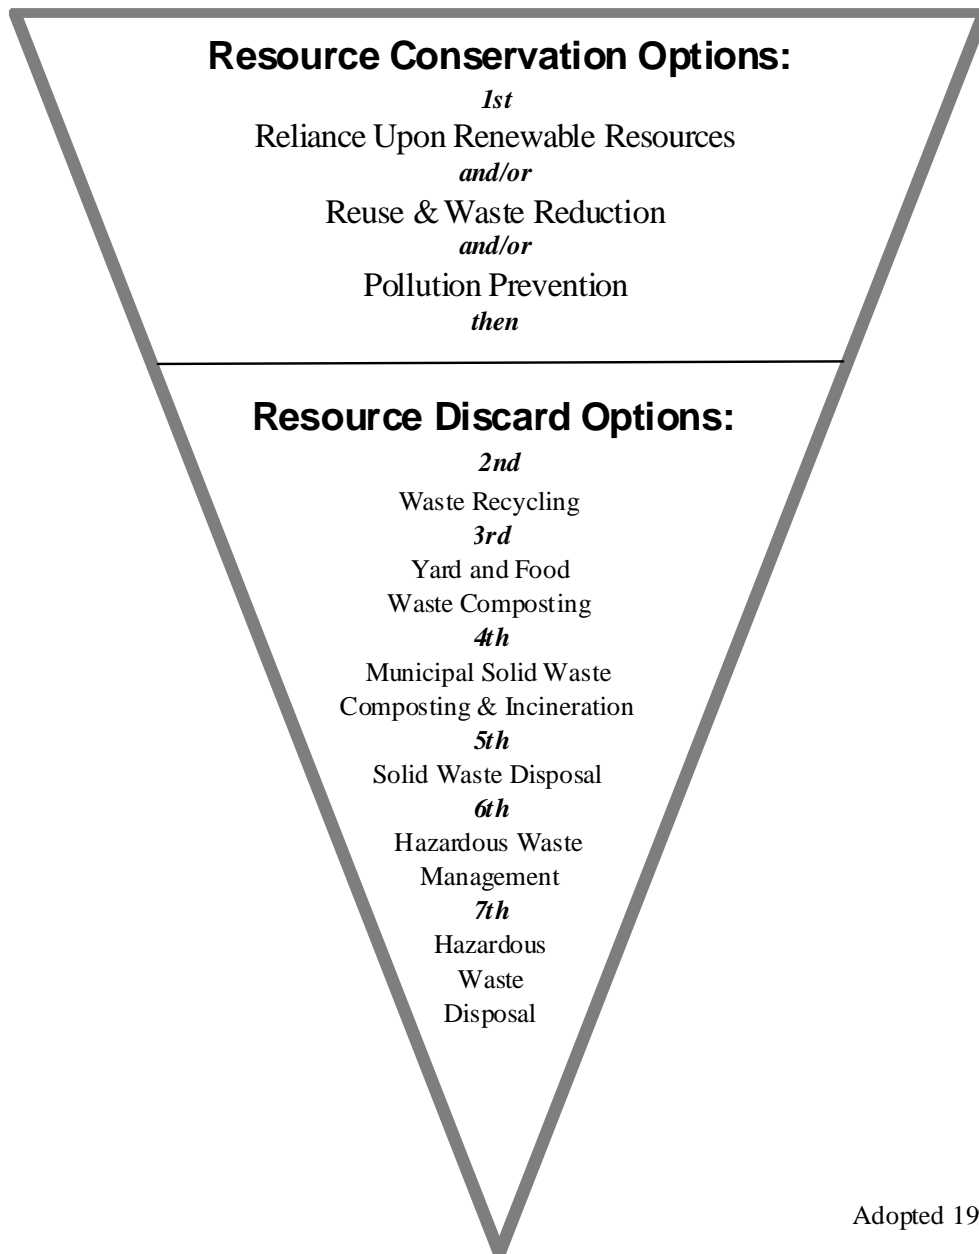 Resource Conservation Options:
1st
Reliance Upon Renewable Resources
and/or
Reuse & Waste Reduction
and/or
Pollution Prevention
then
Resource Discard Options:
2nd
Waste Recycling
3rd
Yard and Food
Waste Composting
4th
Municipal Solid Waste
Composting & Incineration
5th
Solid Waste Disposal
6th
Hazardous Waste
Management
7th
Hazardous
Waste
Disposal
Adopted 19